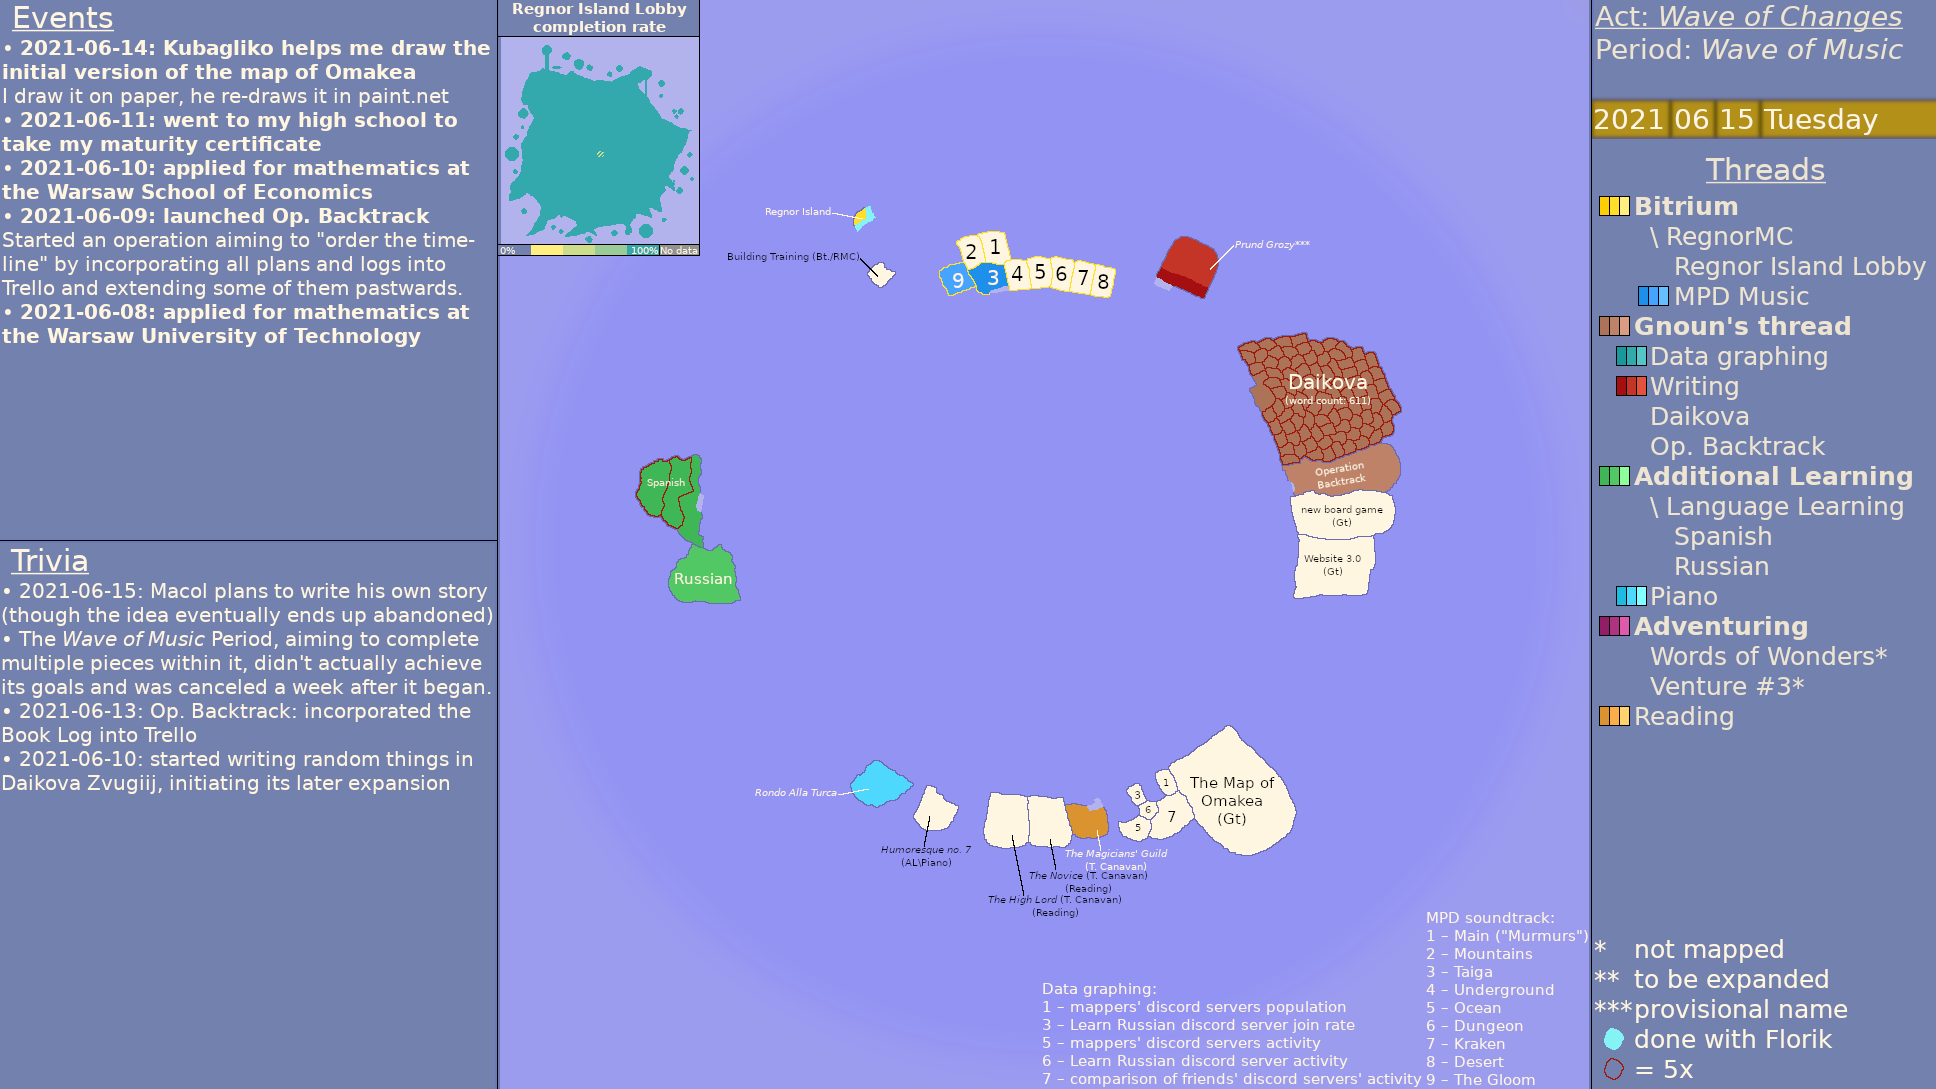 Events
• 2021-06-14: Kubagliko helps me draw the
initial version of the map of Omakea
I draw it on paper, he re-draws it in paint.net
• 2021-06-11: went to my high school to
take my maturity certificate
• 2021-06-10: applied for mathematics at
the Warsaw School of Economics
• 2021-06-09: launched Op. Backtrack
Started an operation aiming to "order the time-
line" by incorporating all plans and logs into
Trello and extending some of them pastwards.
• 2021-06-08: applied for mathematics at
the Warsaw University of Technology
Trivia
• 2021-06-15: Macol plans to write his own story
(though the idea eventually ends up abandoned)
• The Wave of Music Period, aiming to complete
multiple pieces within it, didn't actually achieve
its goals and was canceled a week after it began.
• 2021-06-13: Op. Backtrack: incorporated the
Book Log into Trello
• 2021-06-10: started writing random things in
Daikova Zvugiij, initiating its later expansion
Regnor Island Lobby
completion rate
0% 100% No data
Regnor Island
Building Training (Bt./RMC)
2 1
9 3 4 5 6 7 8
Prund Grozy***
Daikova
(word count: 611)
Operation
Backtrack
new board game
(Gt)
Website 3.0
(Gt)
Spanish
Russian
Rondo Alla Turca
Humoresque no. 7
(AL\Piano)
The Magicians' Guild
(T. Canavan)
The Novice (T. Canavan)
(Reading)
The High Lord (T. Canavan)
(Reading)
1
3
6
5
7
The Map of
Omakea
(Gt)
Data graphing:
1 – mappers' discord servers population
3 – Learn Russian discord server join rate
5 – mappers' discord servers activity
6 – Learn Russian discord server activity
7 – comparison of friends' discord servers' activity
MPD soundtrack:
1 – Main ("Murmurs")
2 – Mountains
3 – Taiga
4 – Underground
5 – Ocean
6 – Dungeon
7 – Kraken
8 – Desert
9 – The Gloom
Act: Wave of Changes
Period: Wave of Music
2021 06 15 Tuesday
Threads
Bitrium
\ RegnorMC
Regnor Island Lobby
MPD Music
Gnoun's thread
Data graphing
Writing
Daikova
Op. Backtrack
Additional Learning
\ Language Learning
Spanish
Russian
Piano
Adventuring
Words of Wonders*
Venture #3*
Reading
* not mapped
** to be expanded
*** provisional name
done with Florik
= 5x